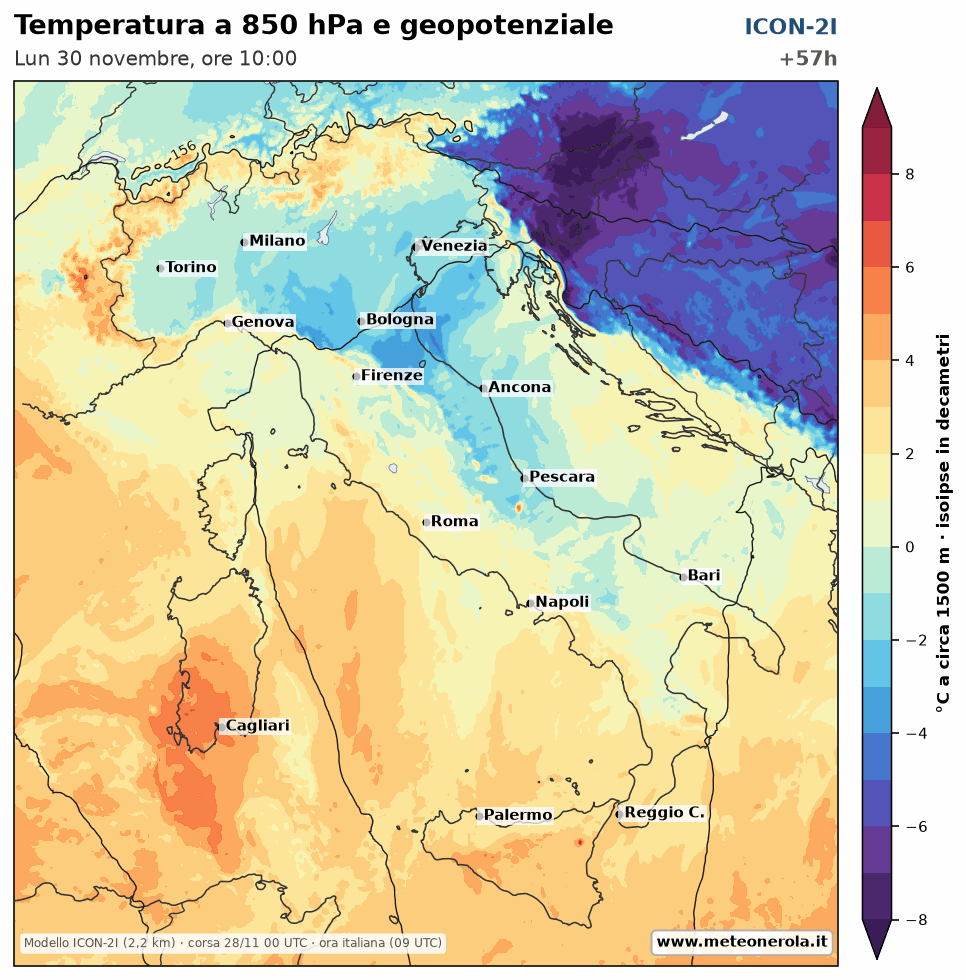 Temperatura a 850 hPa e geopotenziale
ICON-2I
Lun 30 novembre, ore 10:00
+57h
156
Milano
Venezia
Torino
Genova
Bologna
Firenze
Ancona
Pescara
Roma
Bari
Napoli
Cagliari
Palermo
Reggio C.
8
6
4
2
0
−2
−4
−6
−8
°C a circa 1500 m · isoipse in decametri
Modello ICON-2I (2,2 km) · corsa 28/11 00 UTC · ora italiana (09 UTC)
www.meteonerola.it